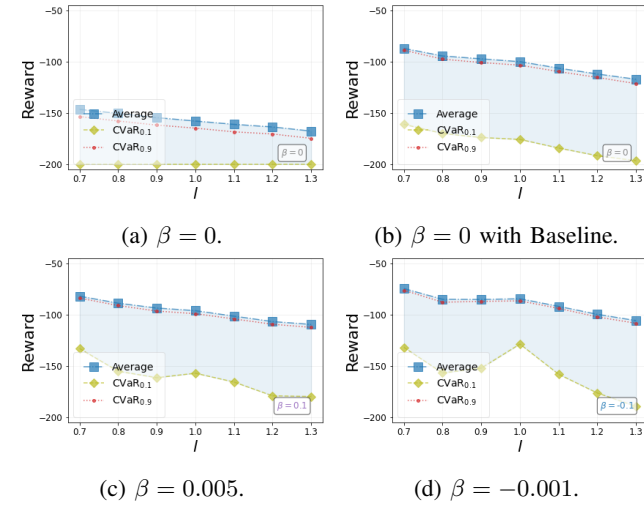 −50
−100
−150
−200
Reward
Average
CVaR0.1
CVaR0.9
β = 0
0.7 0.8 0.9 1.0 1.1 1.2 1.3
l
(a) β = 0.
−50
−100
−150
−200
Reward
Average
CVaR0.1
CVaR0.9
β = 0
0.7 0.8 0.9 1.0 1.1 1.2 1.3
l
(b) β = 0 with Baseline.
−50
−100
−150
−200
Reward
Average
CVaR0.1
CVaR0.9
β = 0.1
0.7 0.8 0.9 1.0 1.1 1.2 1.3
l
(c) β = 0.005.
−50
−100
−150
−200
Reward
Average
CVaR0.1
CVaR0.9
β = -0.1
0.7 0.8 0.9 1.0 1.1 1.2 1.3
l
(d) β = −0.001.